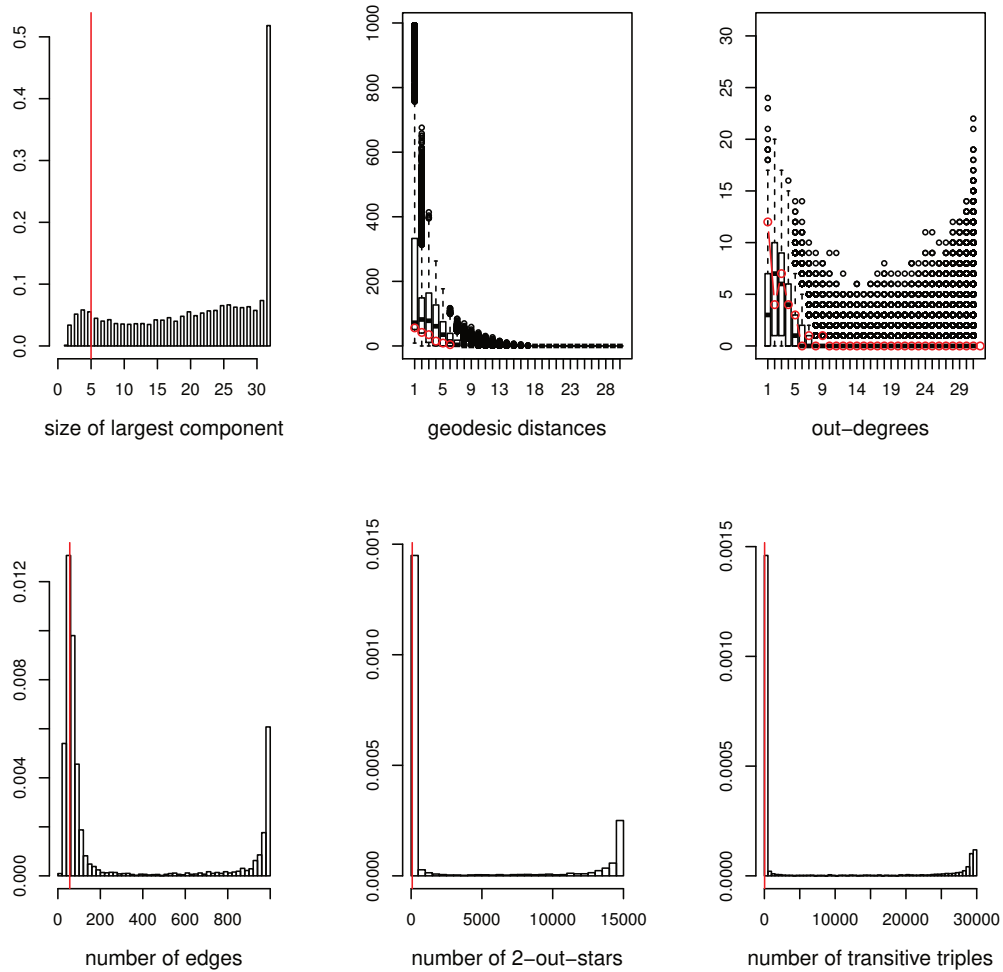 0.0 0.1 0.2 0.3 0.4 0.5
0 5 10 15 20 25 30
size of largest component
0 200 400 600 800 1000
1 5 9 13 18 23 28
geodesic distances
0 5 10 15 20 25 30
1 5 9 14 19 24 29
out−degrees
0.000 0.004 0.008 0.012
0 200 400 600 800
number of edges
0.0000 0.0005 0.0010 0.0015
0 5000 10000 15000
number of 2−out−stars
0.0000 0.0005 0.0010 0.0015
0 10000 20000 30000
number of transitive triples